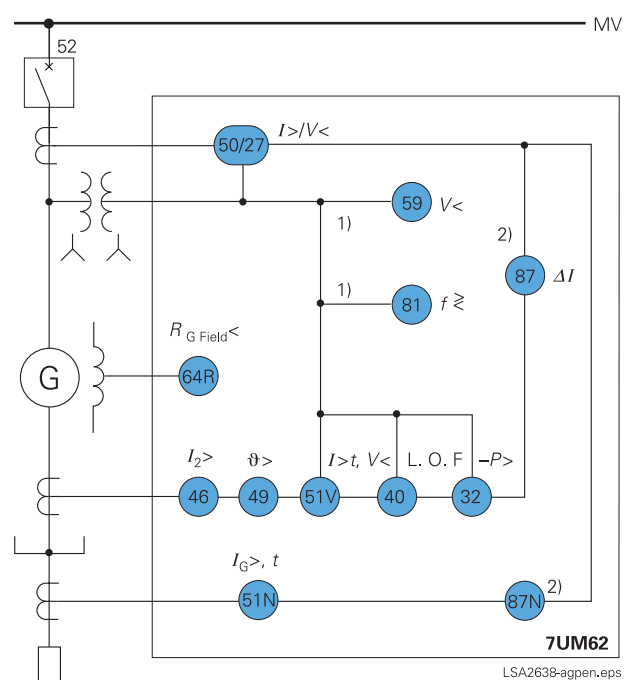 MV
52
50/27
I>/V<
59
V<
1)
2)
87
ΔI
1)
81
f≷
R G Field<
64R
G
I2>
ϑ>
I>t, V<
L. O. F
–P>
46
49
51V
40
32
IG>, t
51N
87N
2)
7UM62
LSA2638-agpen.eps